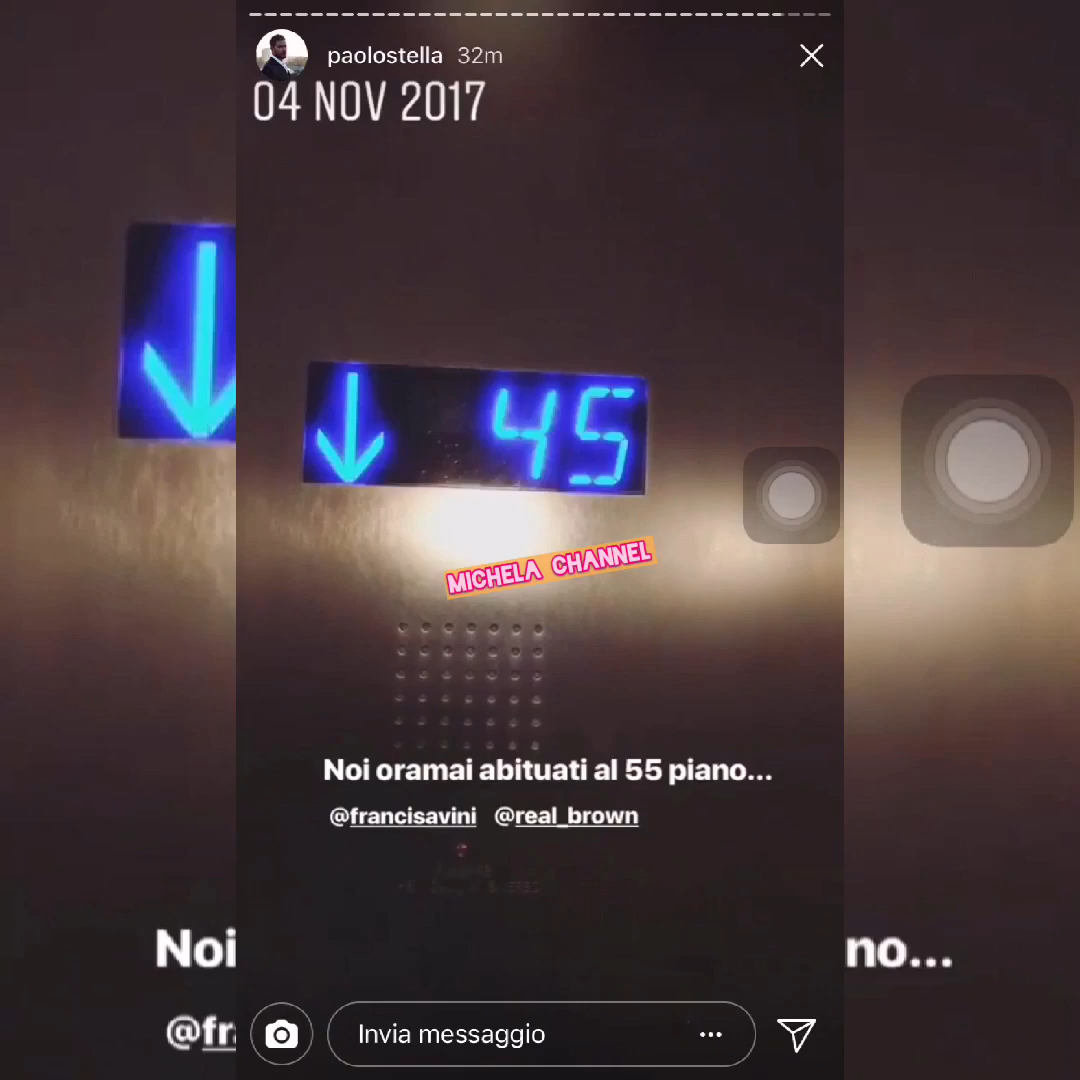 paolostella 32m
04 NOV 2017
45
MICHELA CHANNEL
Noi oramai abituati al 55 piano...
@francisavini @real_brown
Noi
no...
@fr
Invia messaggio